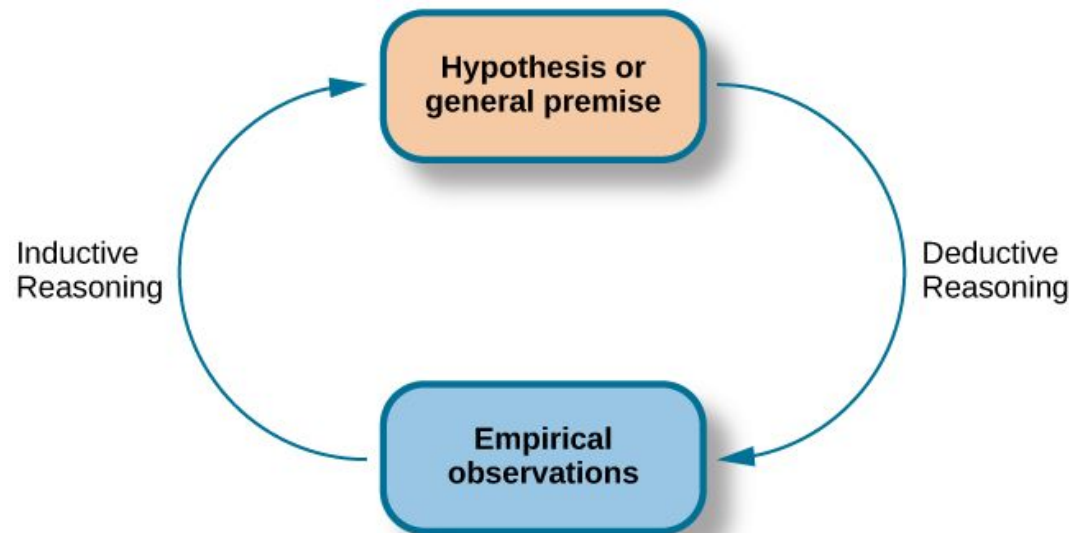 Hypothesis or
general premise
Inductive
Reasoning
Deductive
Reasoning
Empirical
observations